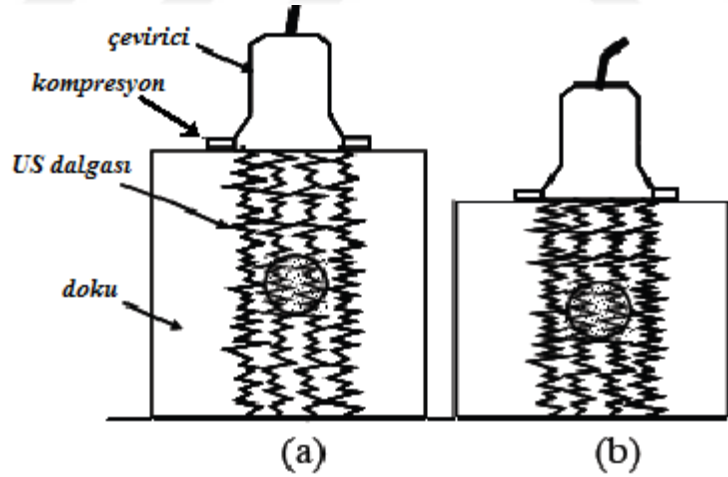 çevirici
kompresyon
US dalgası
doku
(a)
(b)